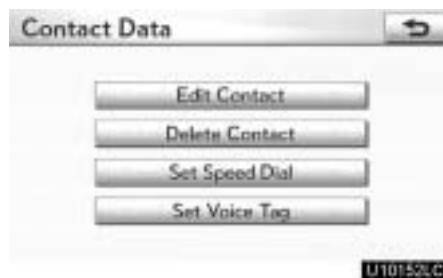 Contact Data
Edit Contact
Delete Contact
Set Speed Dial
Set Voice Tag
U10152LC